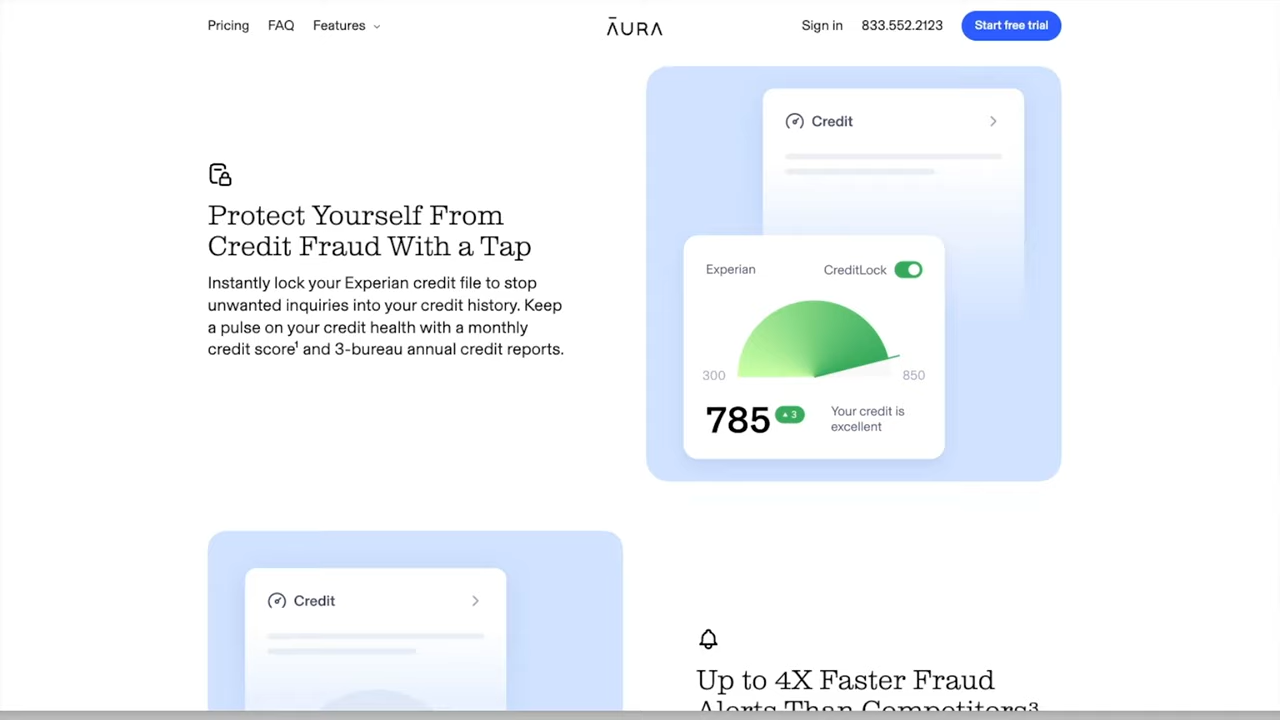 Pricing FAQ Features
ĀURA
Sign in 833.552.2123 Start free trial
Credit
Protect Yourself From
Credit Fraud With a Tap
Instantly lock your Experian credit file to stop
unwanted inquiries into your credit history. Keep
a pulse on your credit health with a monthly
credit score¹ and 3-bureau annual credit reports.
Experian CreditLock
300 850
785 ▲ 3 Your credit is
excellent
Credit
Up to 4X Faster Fraud
Alerts Than Competitors³